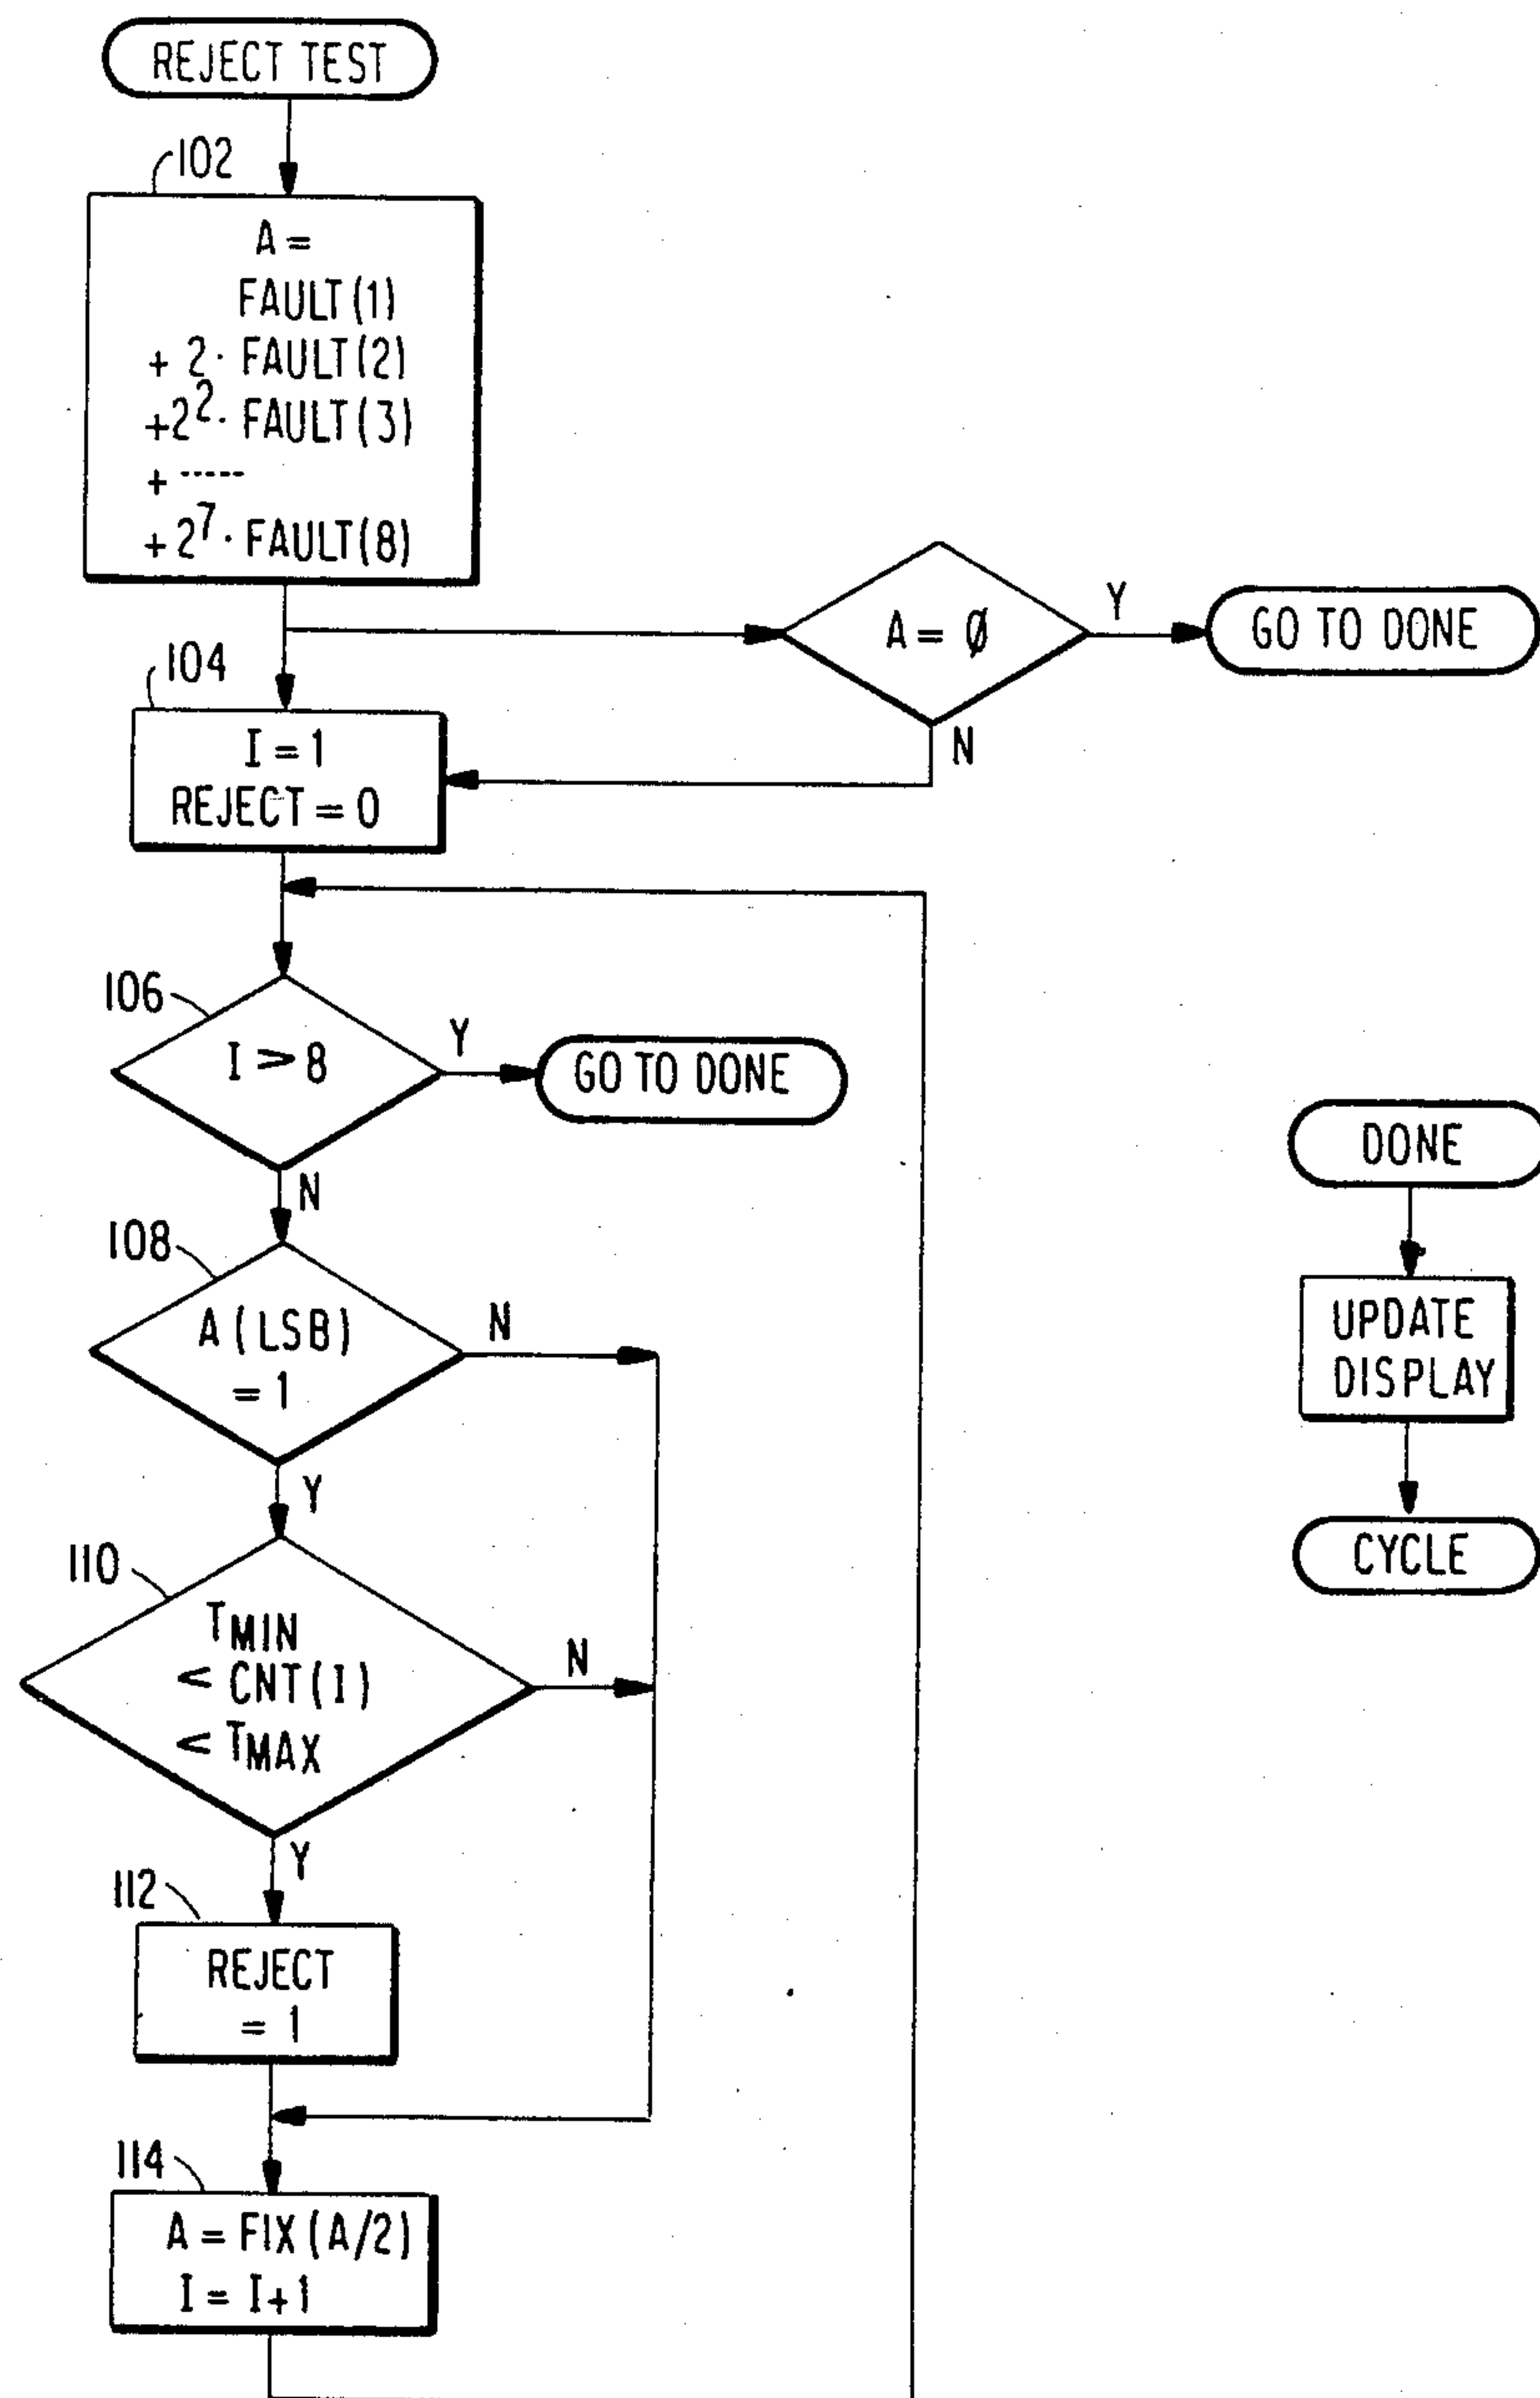 REJECT TEST
102
A =
FAULT(1)
+ 2· FAULT(2)
+2²· FAULT(3)
+ -----
+2⁷· FAULT(8)
A = Ø
Y
GO TO DONE
N
104
I = 1
REJECT = 0
106
I > 8
Y
GO TO DONE
N
108
A (LSB)
= 1
N
Y
110
TMIN
< CNT(I)
< TMAX
N
Y
112
REJECT
= 1
114
A = FIX(A/2)
I = I+1
DONE
UPDATE
DISPLAY
CYCLE